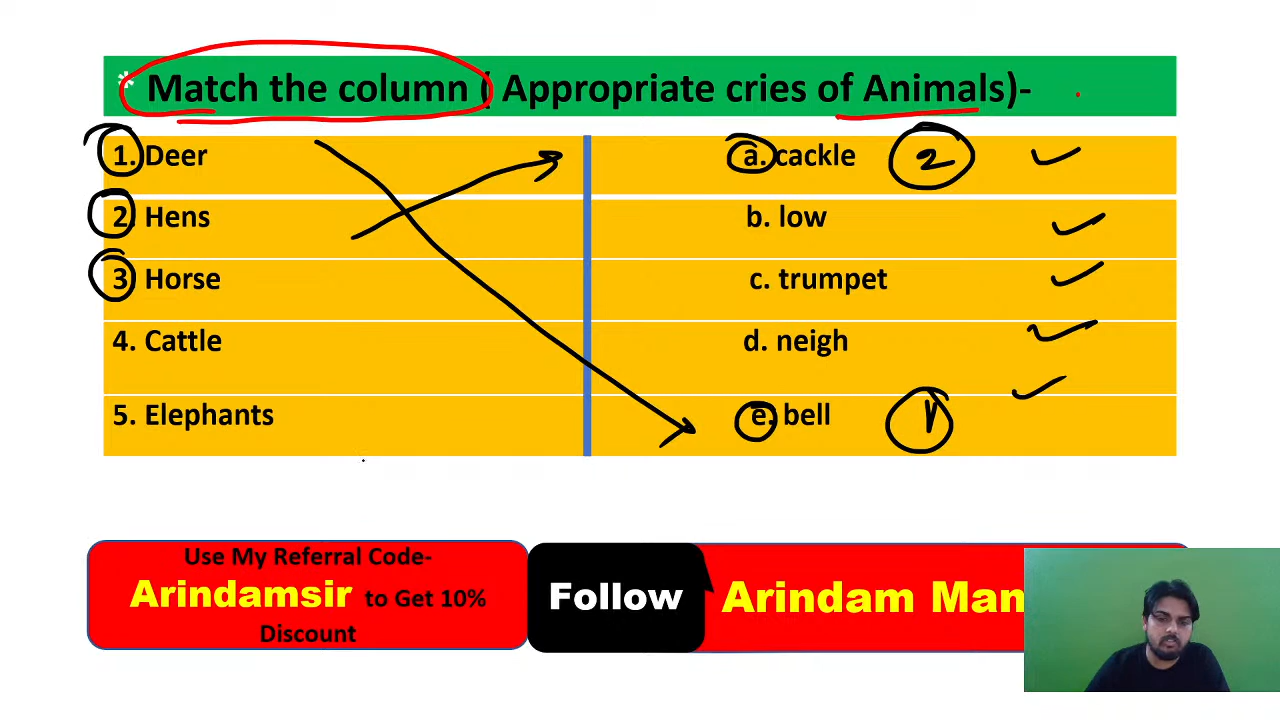 * Match the column ( Appropriate cries of Animals)-
1. Deer
a. cackle
2
2. Hens
b. low
3. Horse
c. trumpet
4. Cattle
d. neigh
5. Elephants
e. bell
1
Use My Referral Code-
Arindamsir to Get 10%
Discount
Follow
Arindam Man